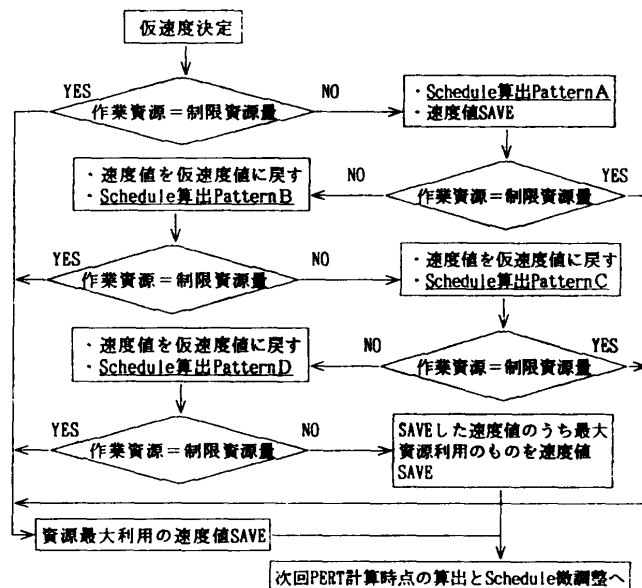 仮速度決定
YES
作業資源＝制限資源量
NO
・Schedule算出PatternA
・速度値SAVE
・速度値を仮速度値に戻す
・Schedule算出PatternB
NO
作業資源＝制限資源量
YES
YES
作業資源＝制限資源量
NO
・速度値を仮速度値に戻す
・Schedule算出PatternC
・速度値を仮速度値に戻す
・Schedule算出PatternD
NO
作業資源＝制限資源量
YES
YES
作業資源＝制限資源量
NO
SAVEした速度値のうち最大
資源利用のものを速度値
SAVE
資源最大利用の速度値SAVE
次回PERT計算時点の算出とSchedule微調整へ